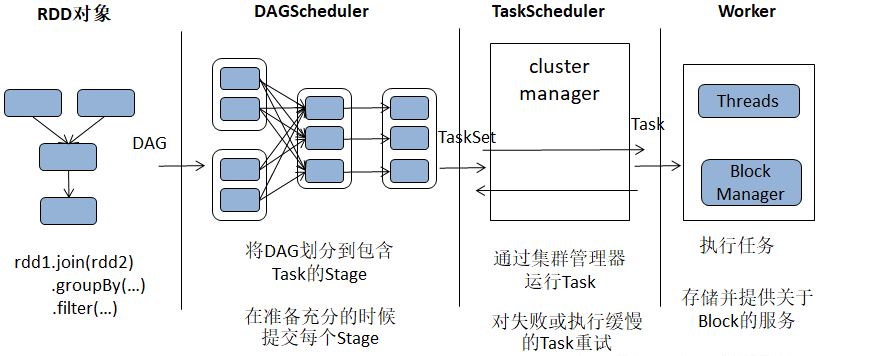 RDD对象
DAG
rdd1.join(rdd2)
.groupBy(...)
.filter(...)
DAGScheduler
TaskSet
将DAG划分到包含
Task的Stage
在准备充分的时候
提交每个Stage
TaskScheduler
cluster
manager
Task
通过集群管理器
运行Task
对失败或执行缓慢
的Task重试
Worker
Threads
Block
Manager
执行任务
存储并提供关于
Block的服务